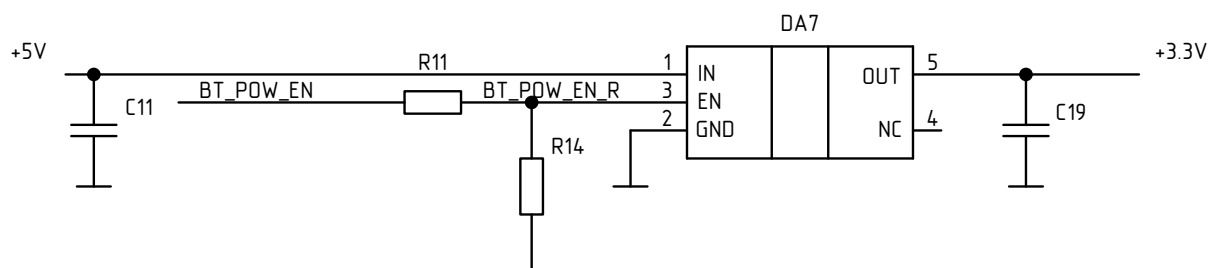 DA7
+5V
+3.3V
R11
1
IN
OUT
5
BT_POW_EN
BT_POW_EN_R
3
EN
C11
2
GND
NC
4
C19
R14